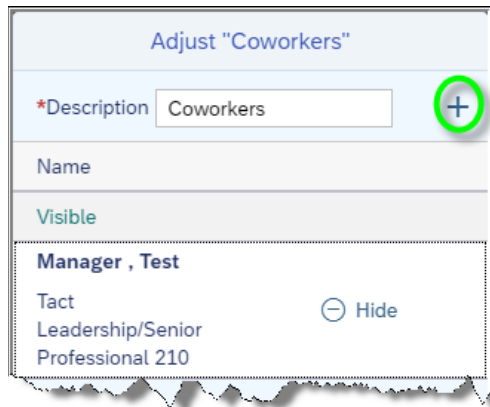 Adjust "Coworkers"
*Description Coworkers +
Name
Visible
Manager , Test
Tact
Leadership/Senior
Professional 210
Hide